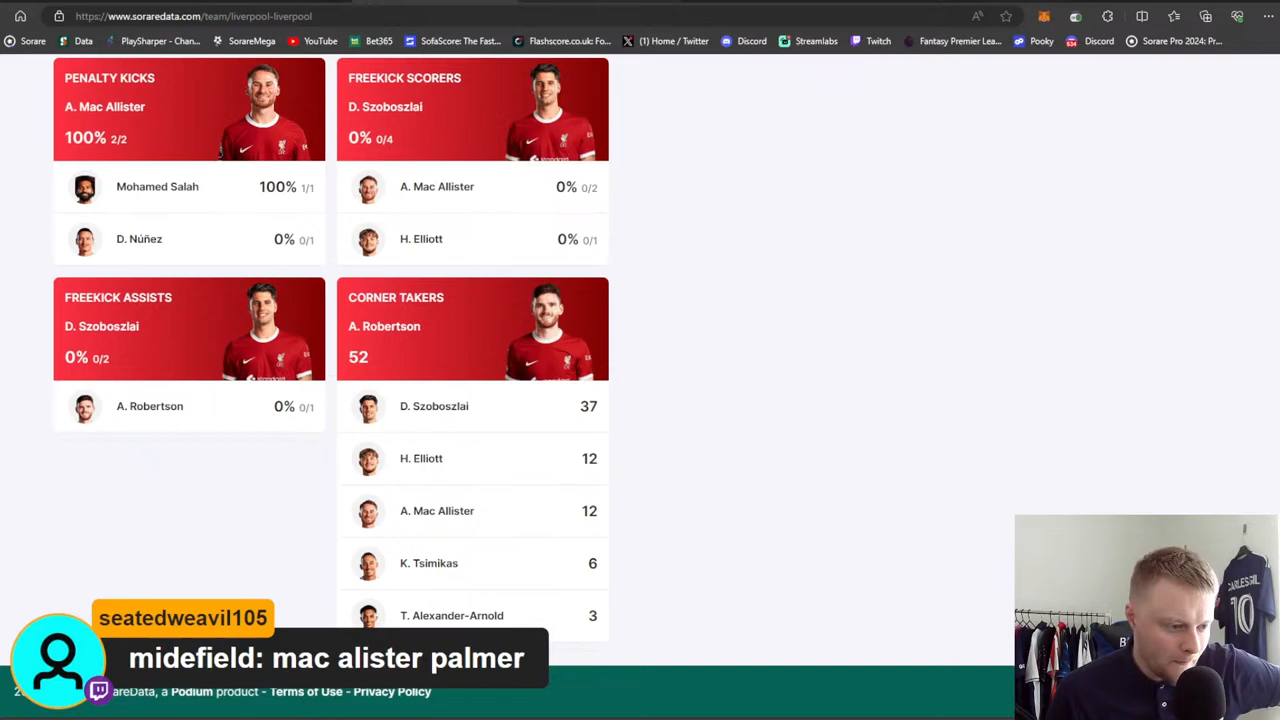 https://www.soraredata.com/team/liverpool-liverpool
Sorare Data PlaySharper - Chan... SorareMega YouTube Bet365 SofaScore: The Fast... Flashscore.co.uk: Fo... (1) Home / Twitter Discord Streamlabs Twitch Fantasy Premier Lea... Pooky Discord Sorare Pro 2024: Pr...
PENALTY KICKS
A. Mac Allister
100% 2/2
Mohamed Salah 100% 1/1
D. Núñez 0% 0/1
FREEKICK SCORERS
D. Szoboszlai
0% 0/4
A. Mac Allister 0% 0/2
H. Elliott 0% 0/1
FREEKICK ASSISTS
D. Szoboszlai
0% 0/2
A. Robertson 0% 0/1
CORNER TAKERS
A. Robertson
52
D. Szoboszlai 37
H. Elliott 12
A. Mac Allister 12
K. Tsimikas 6
T. Alexander-Arnold 3
seatedweavil105
midefield: mac alister palmer
areData, a Podium product - Terms of Use - Privacy Policy
CARLES GIL
10